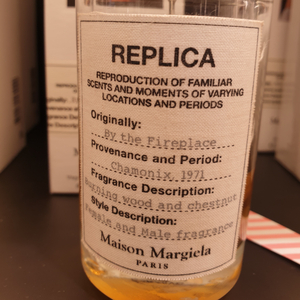 REPLICA
REPRODUCTION OF FAMILIAR
SCENTS AND MOMENTS OF VARYING
LOCATIONS AND PERIODS
Originally:
By the Fireplace
Provenance and Period:
Chamonix, 1971
Fragrance Description:
Burning wood and chestnut
Style Description:
Female and Male fragrance
Maison Margiela
PARIS